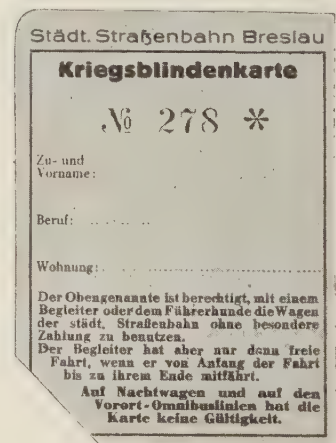 Städt. Straßenbahn Breslau
Kriegsblindenkarte
№ 278 *
Zu- und
Vorname:
Beruf:
Wohnung:
Der Obengenannte ist berechtigt, mit einem
Begleiter oder dem Führerhunde die Wagen
der städt. Straßenbahn ohne besondere
Zahlung zu benutzen.
Der Begleiter hat aber nur dann freie
Fahrt, wenn er von Anfang der Fahrt
bis zu ihrem Ende mitfährt.
Auf Nachtwagen und auf den
Vorort-Omnibuslinien hat die
Karte keine Gültigkeit.